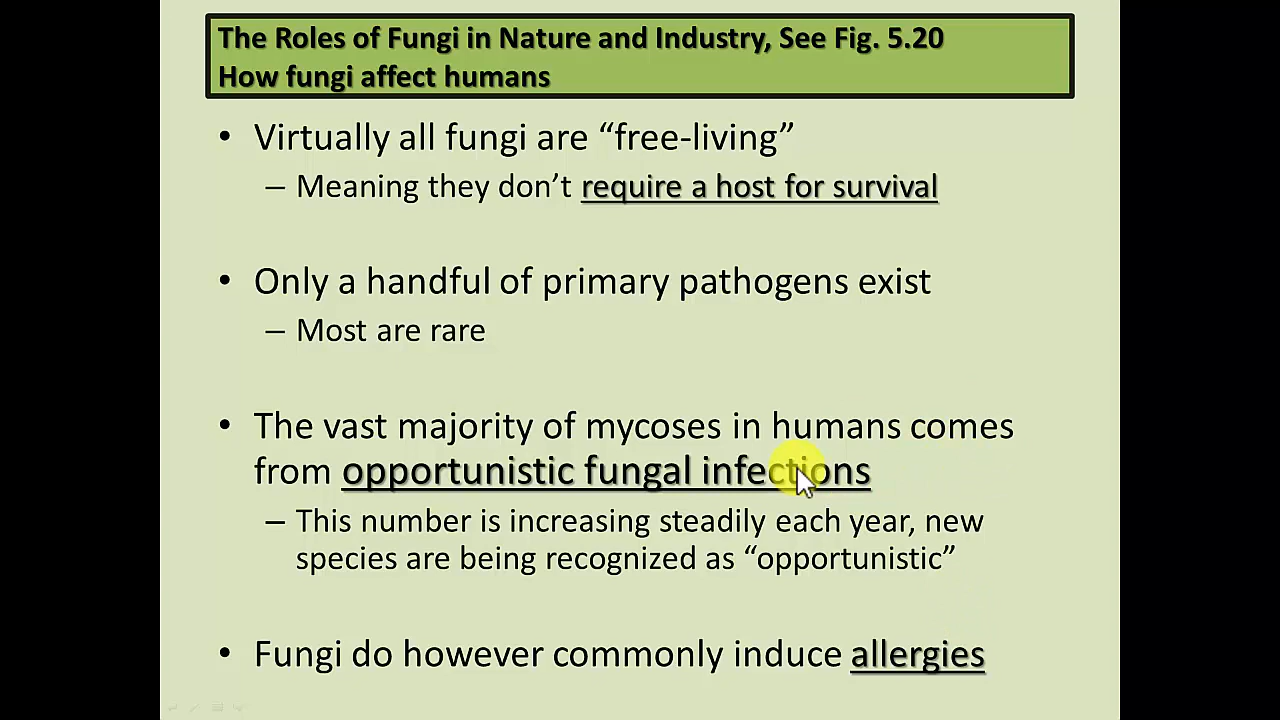 The Roles of Fungi in Nature and Industry, See Fig. 5.20
How fungi affect humans
• Virtually all fungi are “free-living”
– Meaning they don’t require a host for survival
• Only a handful of primary pathogens exist
– Most are rare
• The vast majority of mycoses in humans comes
from opportunistic fungal infections
– This number is increasing steadily each year, new
species are being recognized as “opportunistic”
• Fungi do however commonly induce allergies